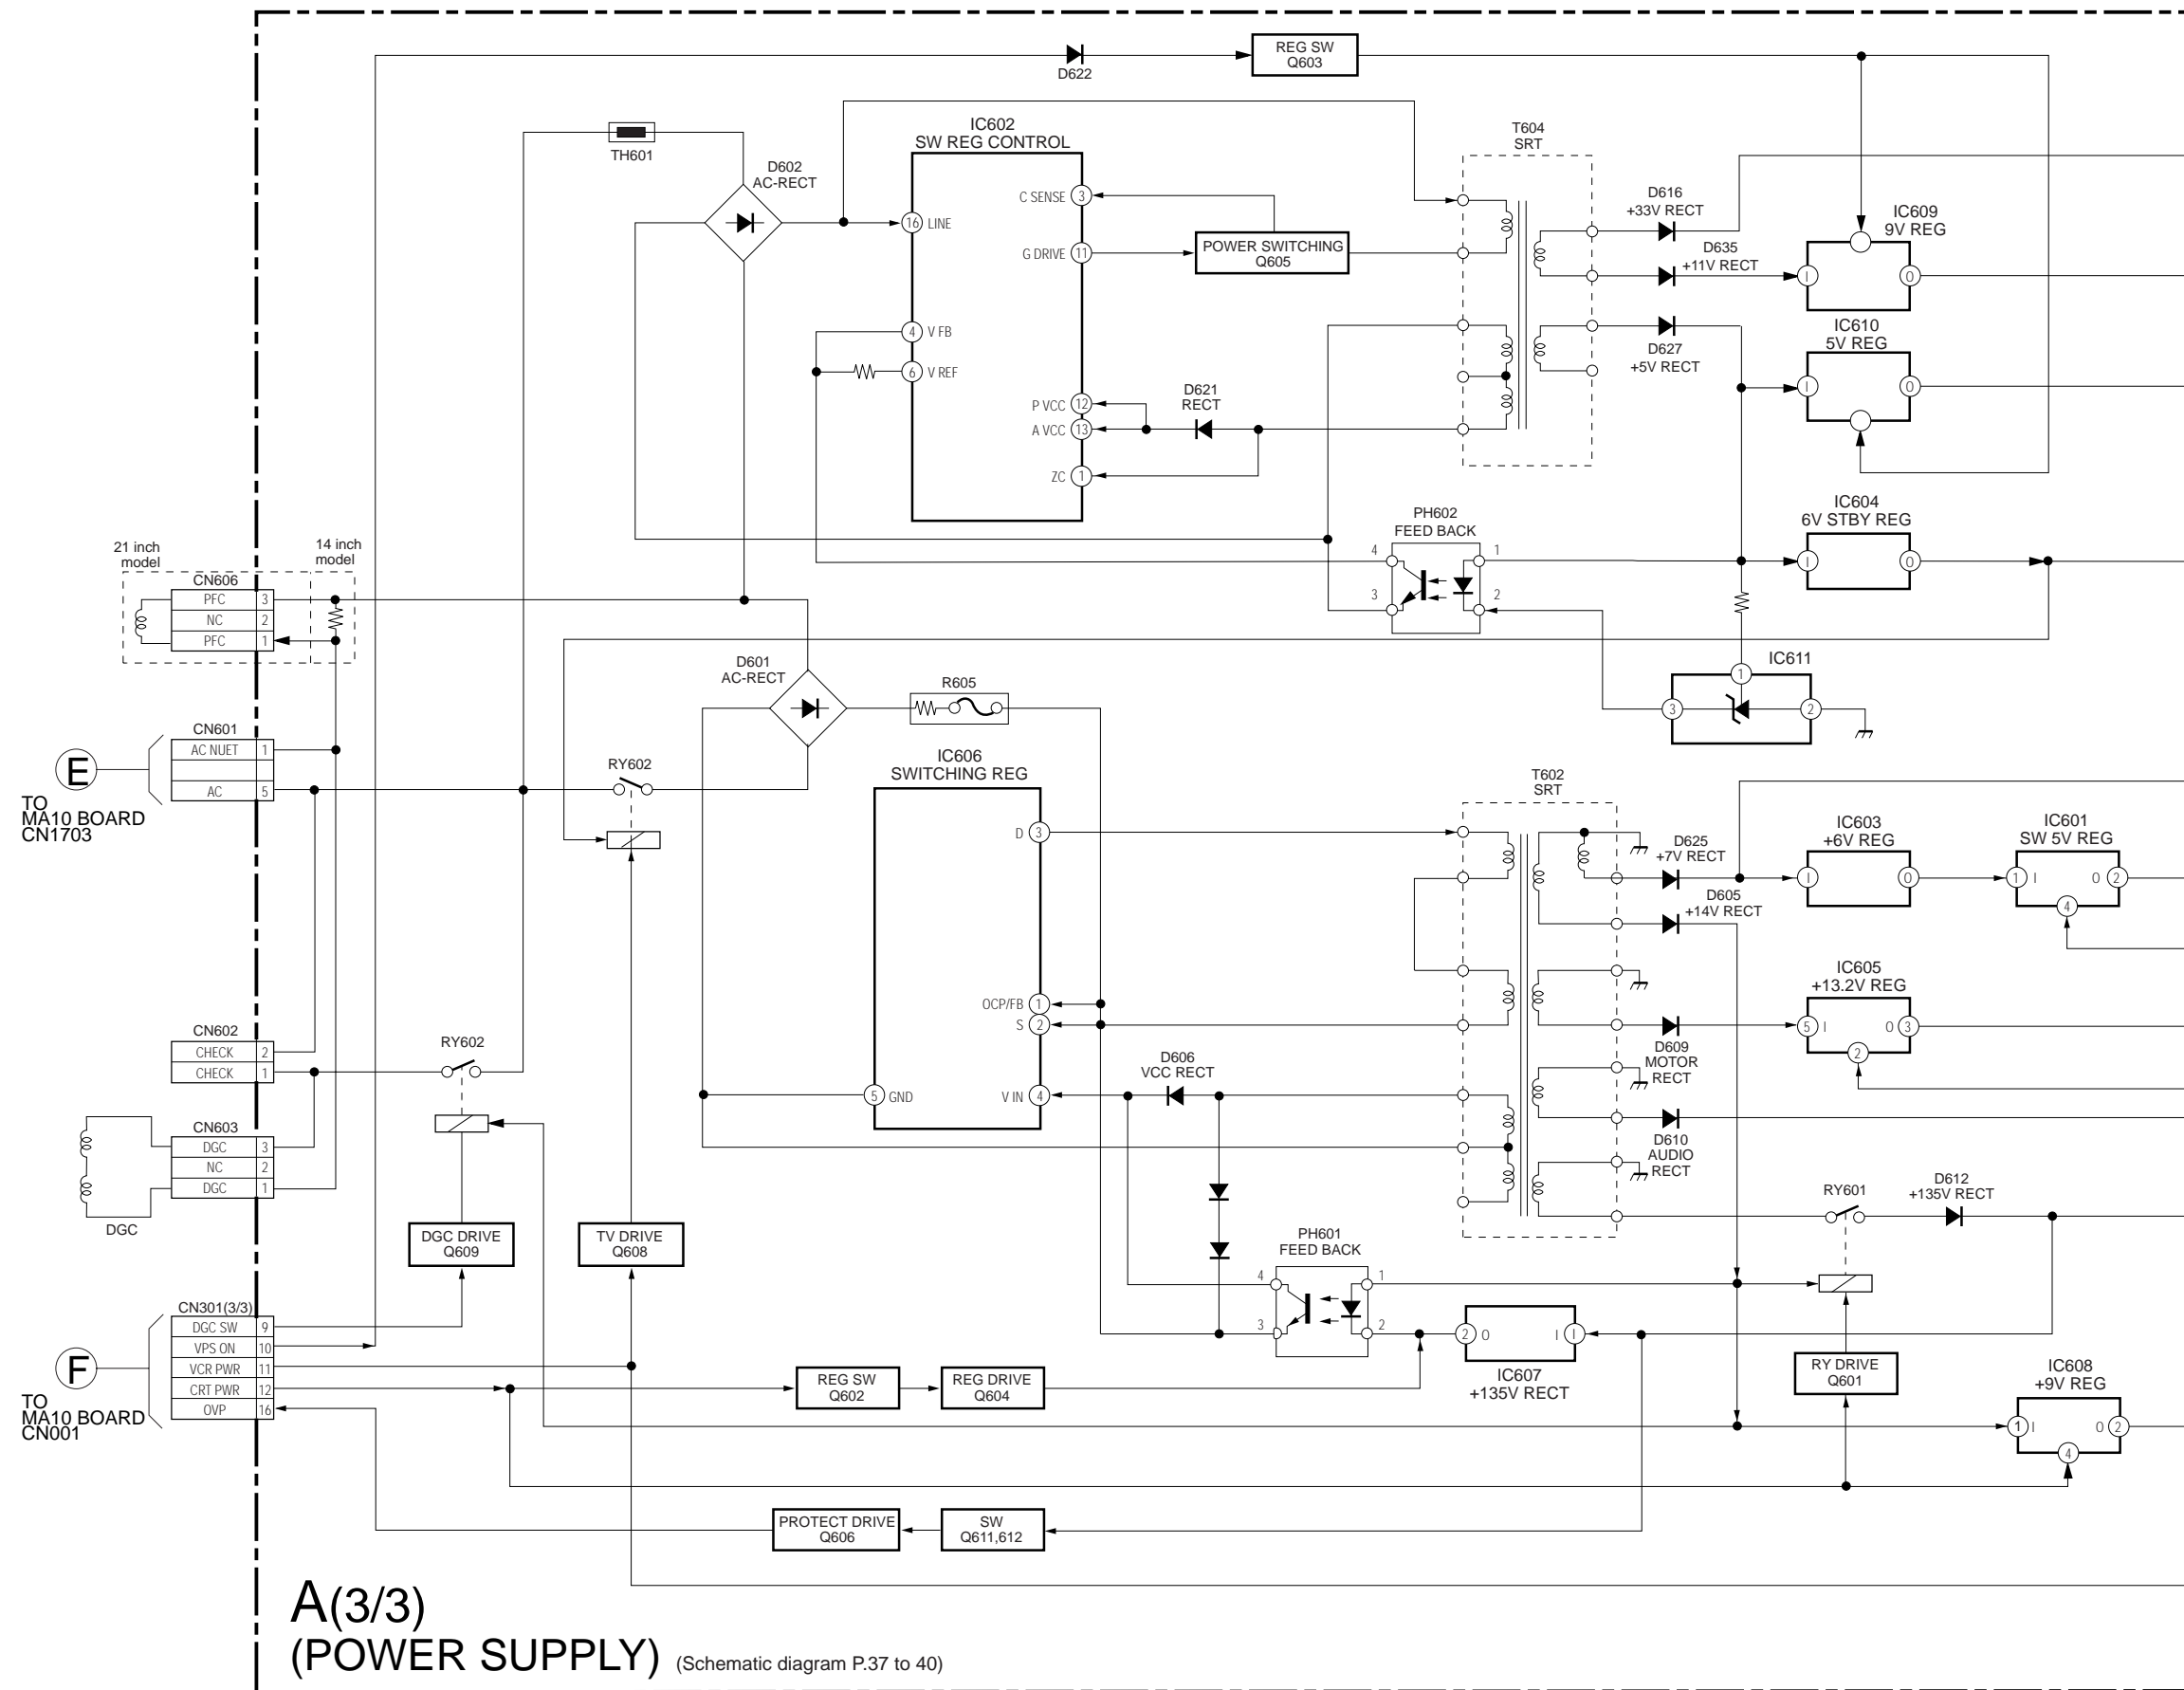 REG SW
Q603
D622
TH601
D602
AC-RECT
IC602
SW REG CONTROL
C SENSE 3
16 LINE
G DRIVE 11
4 V FB
6 V REF
P VCC 12
A VCC 13
ZC 1
POWER SWITCHING
Q605
D621
RECT
T604
SRT
D616
+33V RECT
D635
+11V RECT
D627
+5V RECT
IC609
9V REG
I O
IC610
5V REG
I O
IC604
6V STBY REG
I O
PH602
FEED BACK
4 1
3 2
IC611
1
3 2
21 inch
model
14 inch
model
CN606
PFC 3
NC 2
PFC 1
D601
AC-RECT
R605
CN601
AC NUET 1
AC 5
E
TO
MA10 BOARD
CN1703
RY602
IC606
SWITCHING REG
D 3
OCP/FB 1
S 2
5 GND
V IN 4
D606
VCC RECT
T602
SRT
D625
+7V RECT
D605
+14V RECT
IC603
+6V REG
I O
IC601
SW 5V REG
1 I O 2
4
IC605
+13.2V REG
5 I O 3
2
D609
MOTOR
RECT
D610
AUDIO
RECT
RY601
D612
+135V RECT
CN602
CHECK 2
CHECK 1
RY602
CN603
DGC 3
NC 2
DGC 1
DGC
DGC DRIVE
Q609
TV DRIVE
Q608
PH601
FEED BACK
4 1
3 2
2 O I I
IC607
+135V RECT
CN301(3/3)
DGC SW 9
VPS ON 10
VCR PWR 11
CRT PWR 12
OVP 16
F
TO
MA10 BOARD
CN001
REG SW
Q602
REG DRIVE
Q604
RY DRIVE
Q601
IC608
+9V REG
1 I O 2
4
PROTECT DRIVE
Q606
SW
Q611,612
A(3/3)
(POWER SUPPLY) (Schematic diagram P.37 to 40)